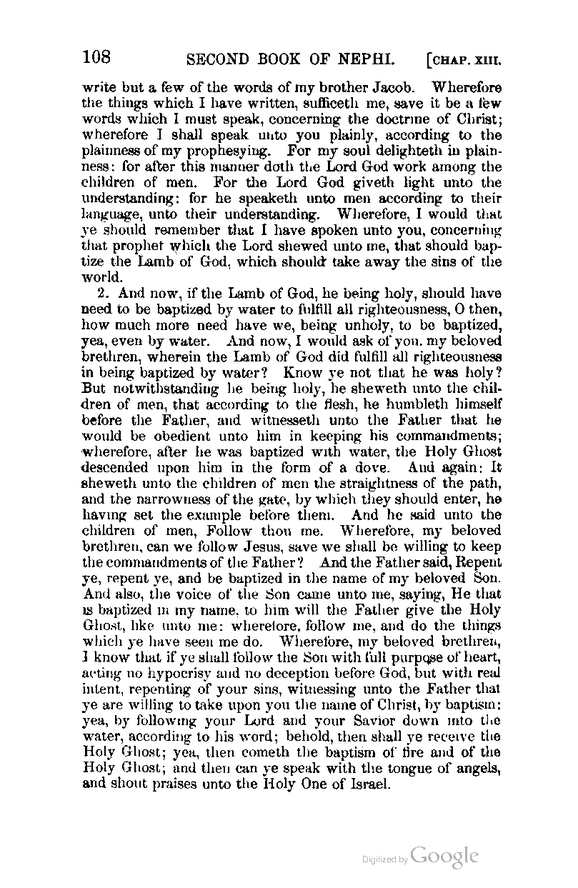 108 SECOND BOOK OF NEPHI. [CHAP. XIII.
write but a few of the words of my brother Jacob. Wherefore
the things which I have written, sufficeth me, save it be a few
words which I must speak, concerning the doctrine of Christ;
wherefore I shall speak unto you plainly, according to the
plainness of my prophesying. For my soul delighteth in plain-
ness: for after this manner doth the Lord God work among the
children of men. For the Lord God giveth light unto the
understanding: for he speaketh unto men according to their
language, unto their understanding. Wherefore, I would that
ye should remember that I have spoken unto you, concerning
that prophet which the Lord shewed unto me, that should bap-
tize the Lamb of God, which should take away the sins of the
world.
2. And now, if the Lamb of God, he being holy, should have
need to be baptized by water to fulfill all righteousness, O then,
how much more need have we, being unholy, to be baptized,
yea, even by water. And now, I would ask of you, my beloved
brethren, wherein the Lamb of God did fulfill all righteousness
in being baptized by water? Know ye not that he was holy?
But notwithstanding he being holy, he sheweth unto the chil-
dren of men, that according to the flesh, he humbleth himself
before the Father, and witnesseth unto the Father that he
would be obedient unto him in keeping his commandments;
wherefore, after he was baptized with water, the Holy Ghost
descended upon him in the form of a dove. And again: It
sheweth unto the children of men the straightness of the path,
and the narrowness of the gate, by which they should enter, he
having set the example before them. And he said unto the
children of men, Follow thou me. Wherefore, my beloved
brethren, can we follow Jesus, save we shall be willing to keep
the commandments of the Father? And the Father said, Repent
ye, repent ye, and be baptized in the name of my beloved Son.
And also, the voice of the Son came unto me, saying, He that
is baptized in my name, to him will the Father give the Holy
Ghost, like unto me: wherefore, follow me, and do the things
which ye have seen me do. Wherefore, my beloved brethren,
I know that if ye shall follow the Son with full purpose of heart,
acting no hypocrisy and no deception before God, but with real
intent, repenting of your sins, witnessing unto the Father that
ye are willing to take upon you the name of Christ, by baptism:
yea, by following your Lord and your Savior down into the
water, according to his word; behold, then shall ye receive the
Holy Ghost; yea, then cometh the baptism of fire and of the
Holy Ghost; and then can ye speak with the tongue of angels,
and shout praises unto the Holy One of Israel.
Digitized by Google